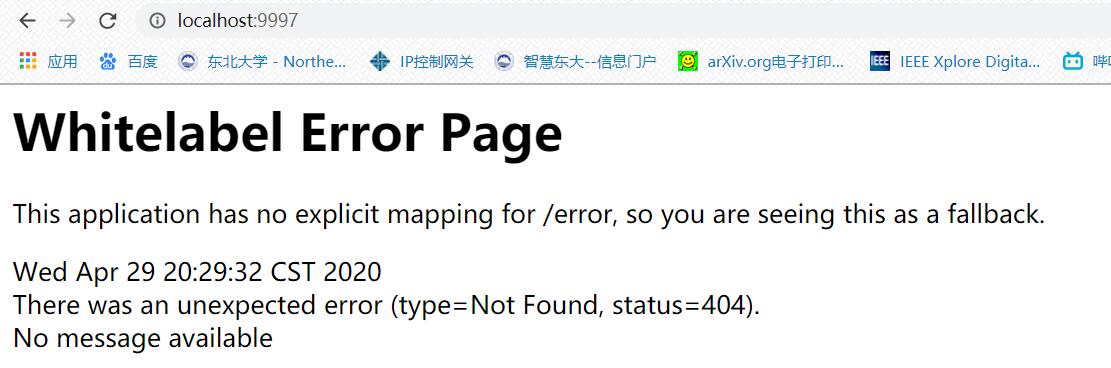 localhost:9997
应用 百度 东北大学 - Northe... IP控制网关 智慧东大--信息门户 arXiv.org电子打印... IEEE IEEE Xplore Digita...
Whitelabel Error Page
This application has no explicit mapping for /error, so you are seeing this as a fallback.
Wed Apr 29 20:29:32 CST 2020
There was an unexpected error (type=Not Found, status=404).
No message available